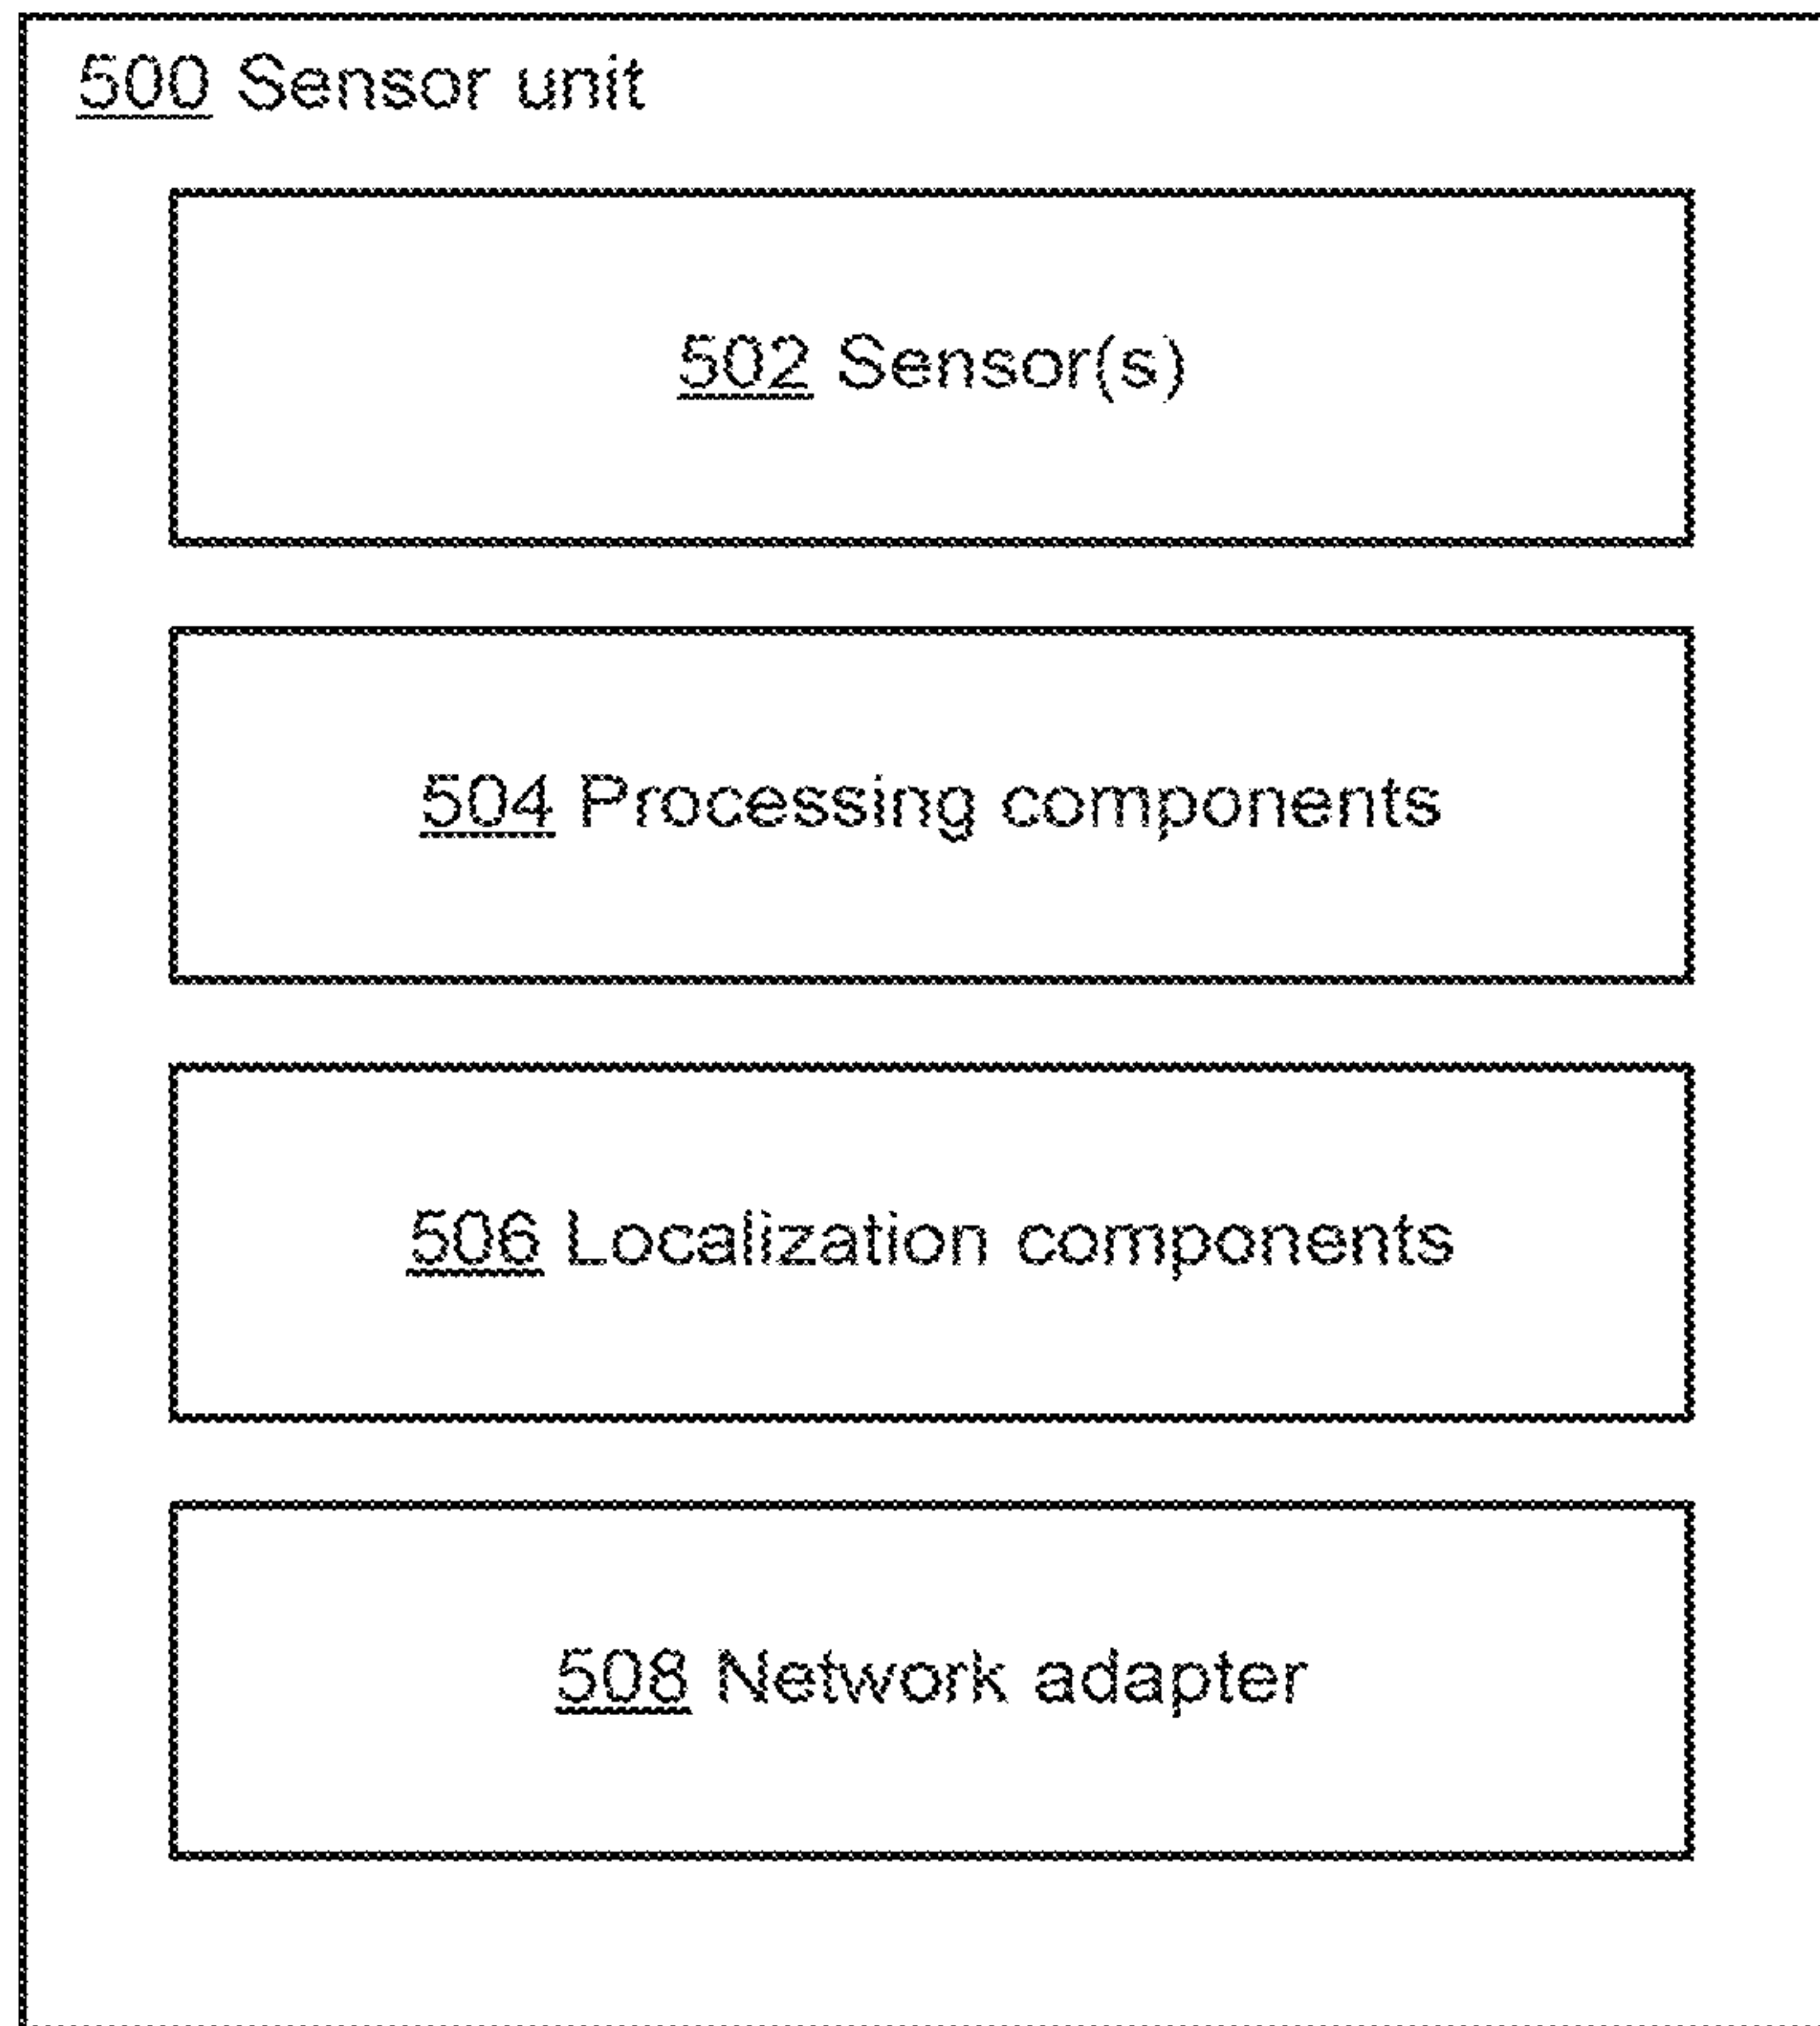 500 Sensor unit
502 Sensor(s)
504 Processing components
506 Localization components
508 Network adapter